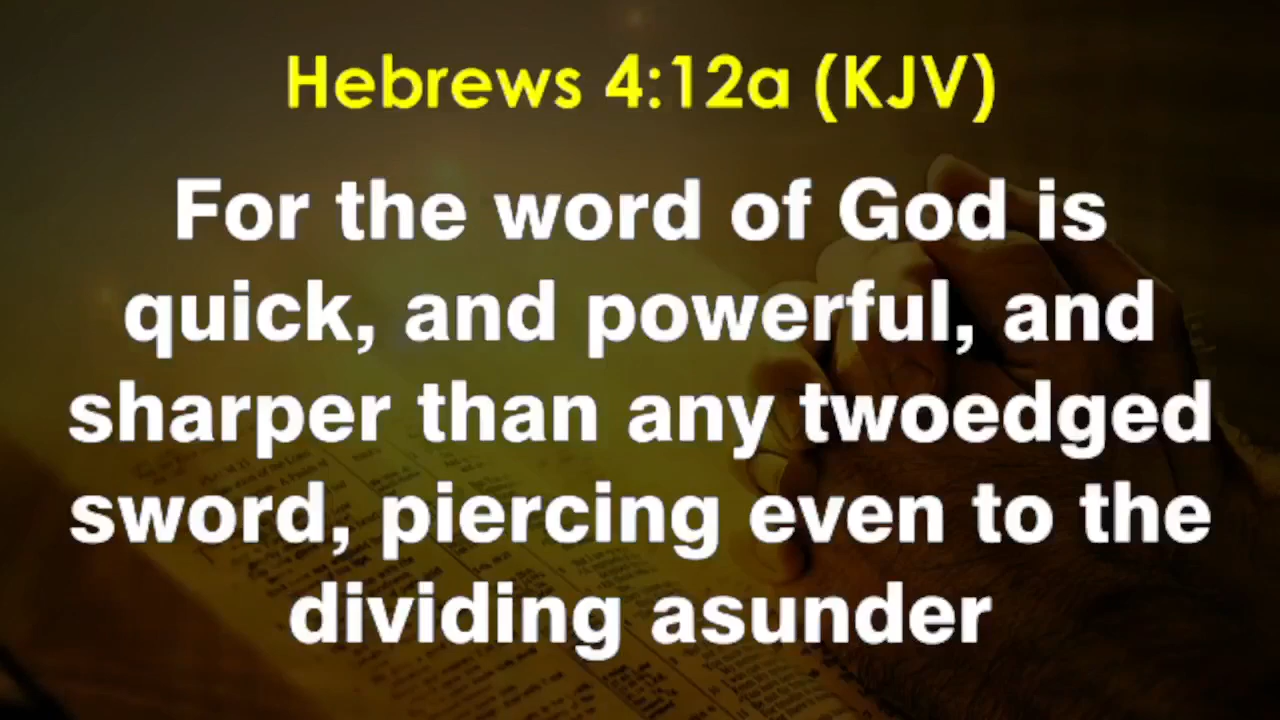 Hebrews 4:12a (KJV)
For the word of God is
quick, and powerful, and
sharper than any twoedged
sword, piercing even to the
dividing asunder